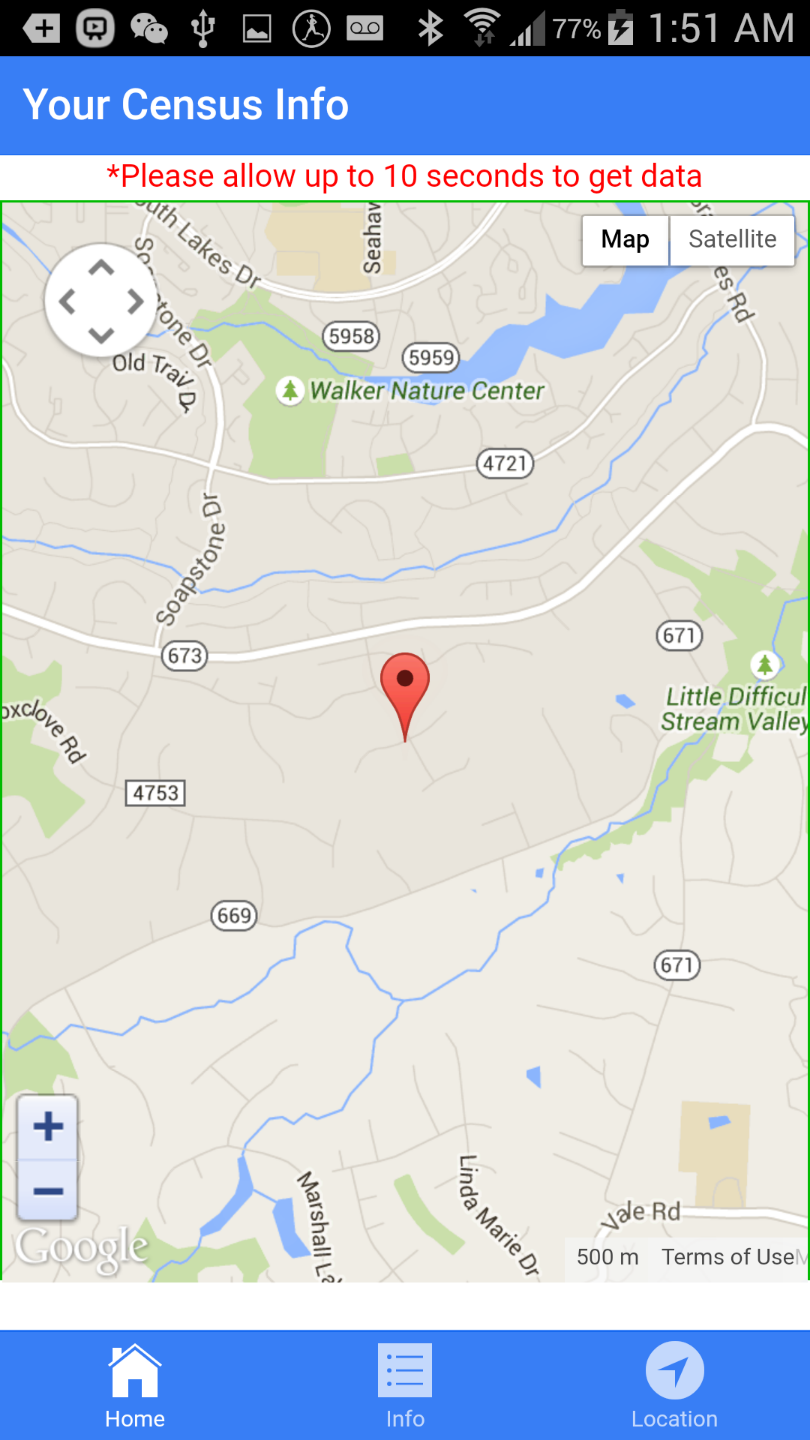 77% 1:51 AM
Your Census Info
*Please allow up to 10 seconds to get data
Map Satellite
South Lakes Dr
Seahaw
Soapstone Dr
es Rd
Old Trail D
5958
5959
Walker Nature Center
4721
Soapstone Dr
673
671
Little Difficul
Stream Valley
oxclove Rd
4753
669
671
Marshall La
Linda Marie Dr
Vale Rd
Google
500 m Terms of Use
Home Info Location